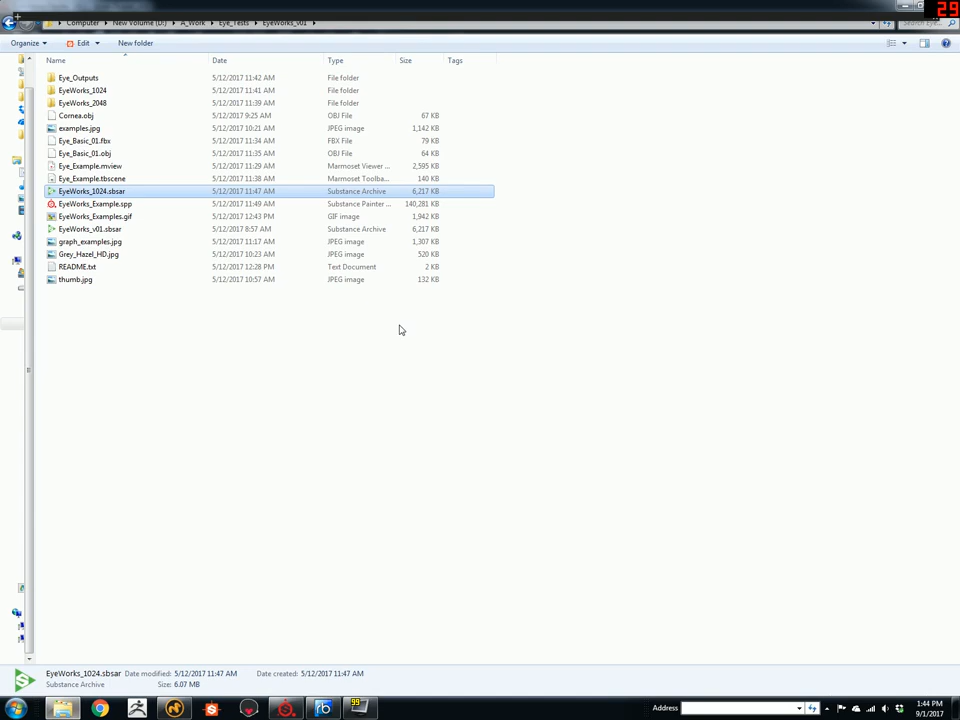 29
Computer New Volume (D:) A_Work Eye_Tests EyeWorks_v01
Organize Edit New folder
Name Date Type Size Tags
Eye_Outputs 5/12/2017 11:42 AM File folder
EyeWorks_1024 5/12/2017 11:41 AM File folder
EyeWorks_2048 5/12/2017 11:39 AM File folder
Cornea.obj 5/12/2017 9:25 AM OBJ File 67 KB
examples.jpg 5/12/2017 10:21 AM JPEG image 1,142 KB
Eye_Basic_01.fbx 5/12/2017 11:34 AM FBX File 79 KB
Eye_Basic_01.obj 5/12/2017 11:35 AM OBJ File 64 KB
Eye_Example.mview 5/12/2017 11:29 AM Marmoset Viewer ... 2,595 KB
Eye_Example.tbscene 5/12/2017 11:38 AM Marmoset Toolba... 140 KB
EyeWorks_1024.sbsar 5/12/2017 11:47 AM Substance Archive 6,217 KB
EyeWorks_Example.spp 5/12/2017 11:49 AM Substance Painter ... 140,281 KB
EyeWorks_Examples.gif 5/12/2017 12:43 PM GIF image 1,942 KB
EyeWorks_v01.sbsar 5/12/2017 8:57 AM Substance Archive 6,217 KB
graph_examples.jpg 5/12/2017 11:17 AM JPEG image 1,307 KB
Grey_Hazel_HD.jpg 5/12/2017 10:23 AM JPEG image 520 KB
README.txt 5/12/2017 12:28 PM Text Document 2 KB
thumb.jpg 5/12/2017 10:57 AM JPEG image 132 KB
EyeWorks_1024.sbsar Date modified: 5/12/2017 11:47 AM Date created: 5/12/2017 11:47 AM
Substance Archive Size: 6.07 MB
99
Address
1:44 PM
9/1/2017